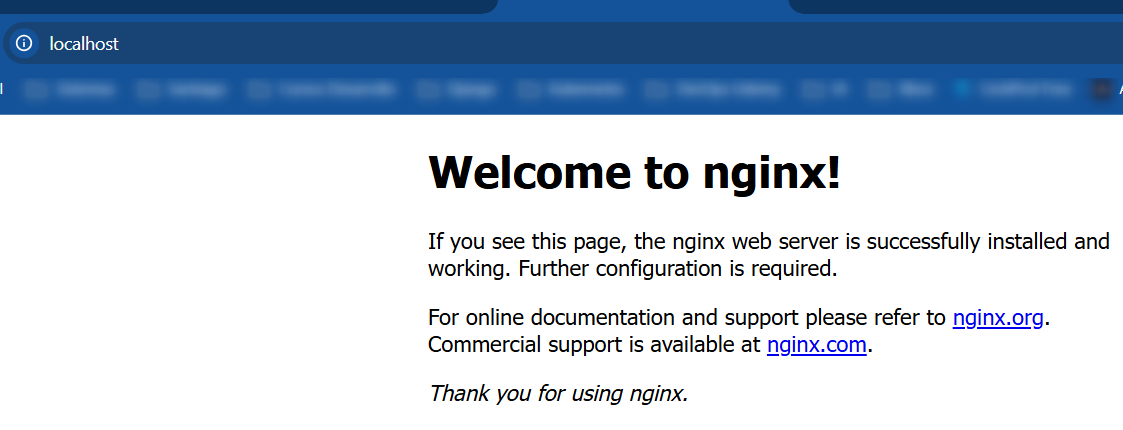 localhost
Welcome to nginx!
If you see this page, the nginx web server is successfully installed and
working. Further configuration is required.
For online documentation and support please refer to nginx.org.
Commercial support is available at nginx.com.
Thank you for using nginx.